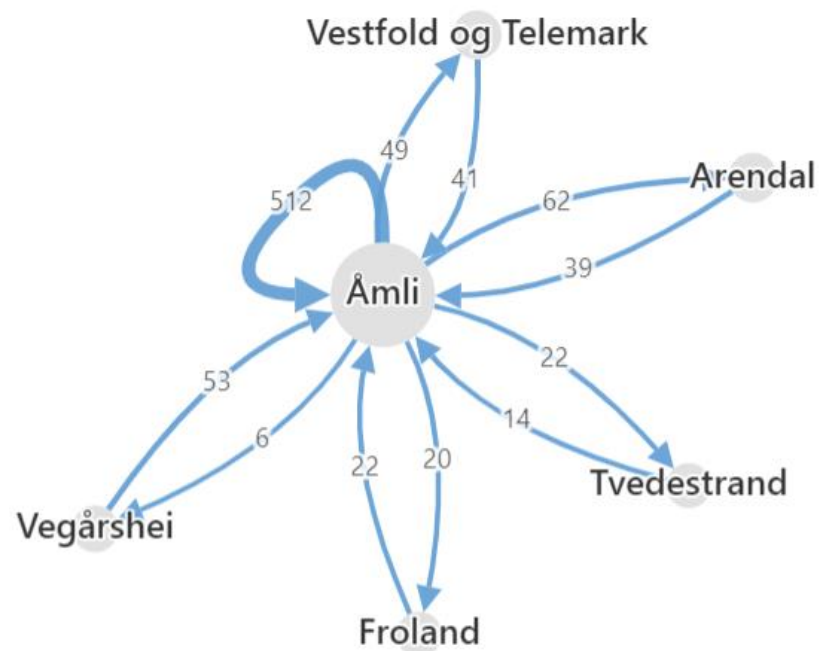 Vestfold og Telemark
49
41
Arendal
512
62
39
Åmli
22
53
14
6
22
20
Tvedestrand
Vegårshei
Froland